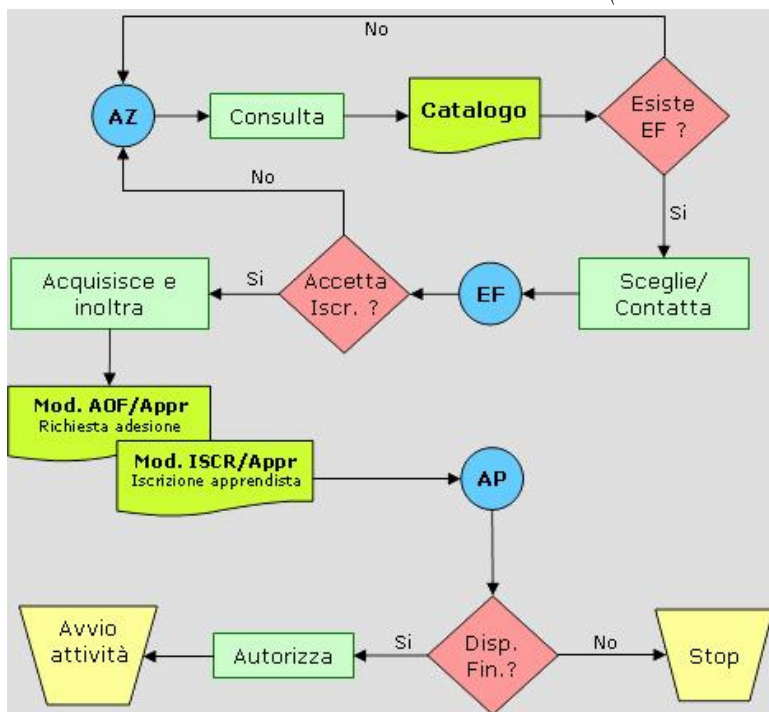 No
AZ
Consulta
Catalogo
Esiste
EF ?
No
Si
Acquisisce e
inoltra
Si
Accetta
Iscr. ?
EF
Sceglie/
Contatta
Mod. AOF/Appr
Richiesta adesione
Mod. ISCR/Appr
Iscrizione apprendista
AP
Avvio
attività
Autorizza
Si
Disp.
Fin.?
No
Stop